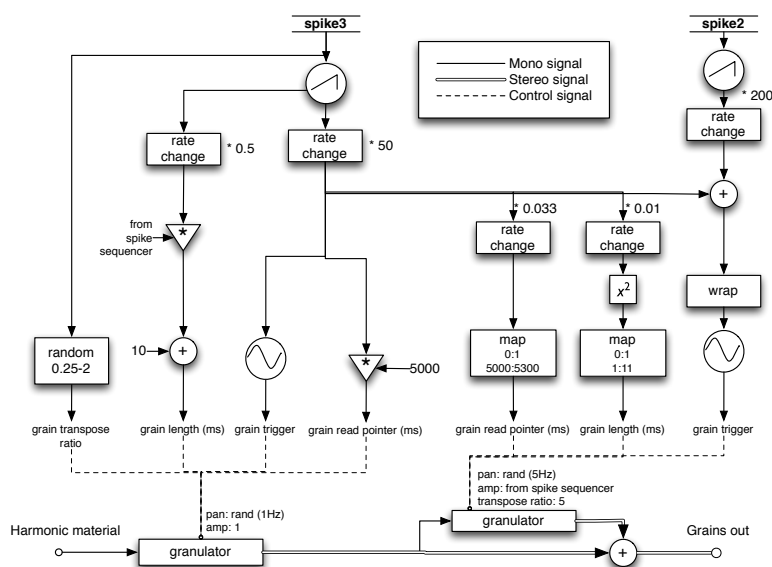 spike3
spike2
Mono signal
Stereo signal
Control signal
* 200
rate
change
rate
change
* 0.5
rate
change
* 50
+
* 0.033
* 0.01
rate
change
rate
change
from
spike
sequencer
*
x²
wrap
random
0.25-2
10
+
*
5000
map
0:1
5000:5300
map
0:1
1:11
grain transpose
ratio
grain length (ms)
grain trigger
grain read pointer (ms)
grain read pointer (ms)
grain length (ms)
grain trigger
pan: rand (5Hz)
amp: from spike sequencer
transpose ratio: 5
pan: rand (1Hz)
amp: 1
granulator
Harmonic material
Grains out
granulator
+